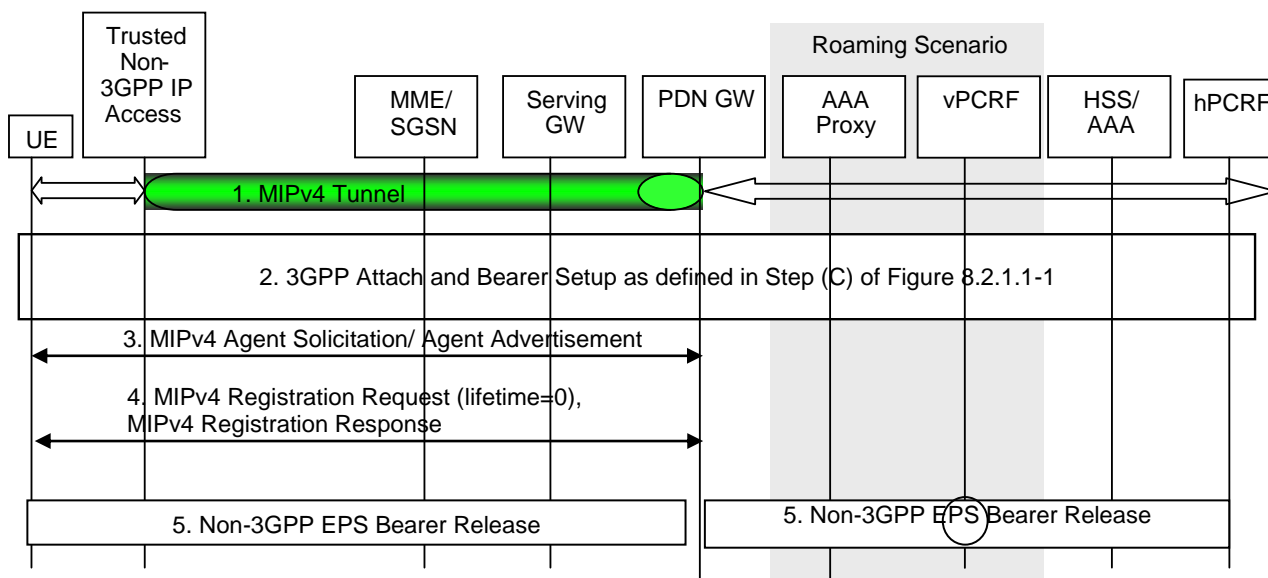 Roaming Scenario
UE
Trusted
Non-
3GPP IP
Access
MME/
SGSN
Serving
GW
PDN GW
AAA
Proxy
vPCRF
HSS/
AAA
hPCRF
1. MIPv4 Tunnel
2. 3GPP Attach and Bearer Setup as defined in Step (C) of Figure 8.2.1.1-1
3. MIPv4 Agent Solicitation/ Agent Advertisement
4. MIPv4 Registration Request (lifetime=0),
MIPv4 Registration Response
5. Non-3GPP EPS Bearer Release
5. Non-3GPP EPS Bearer Release